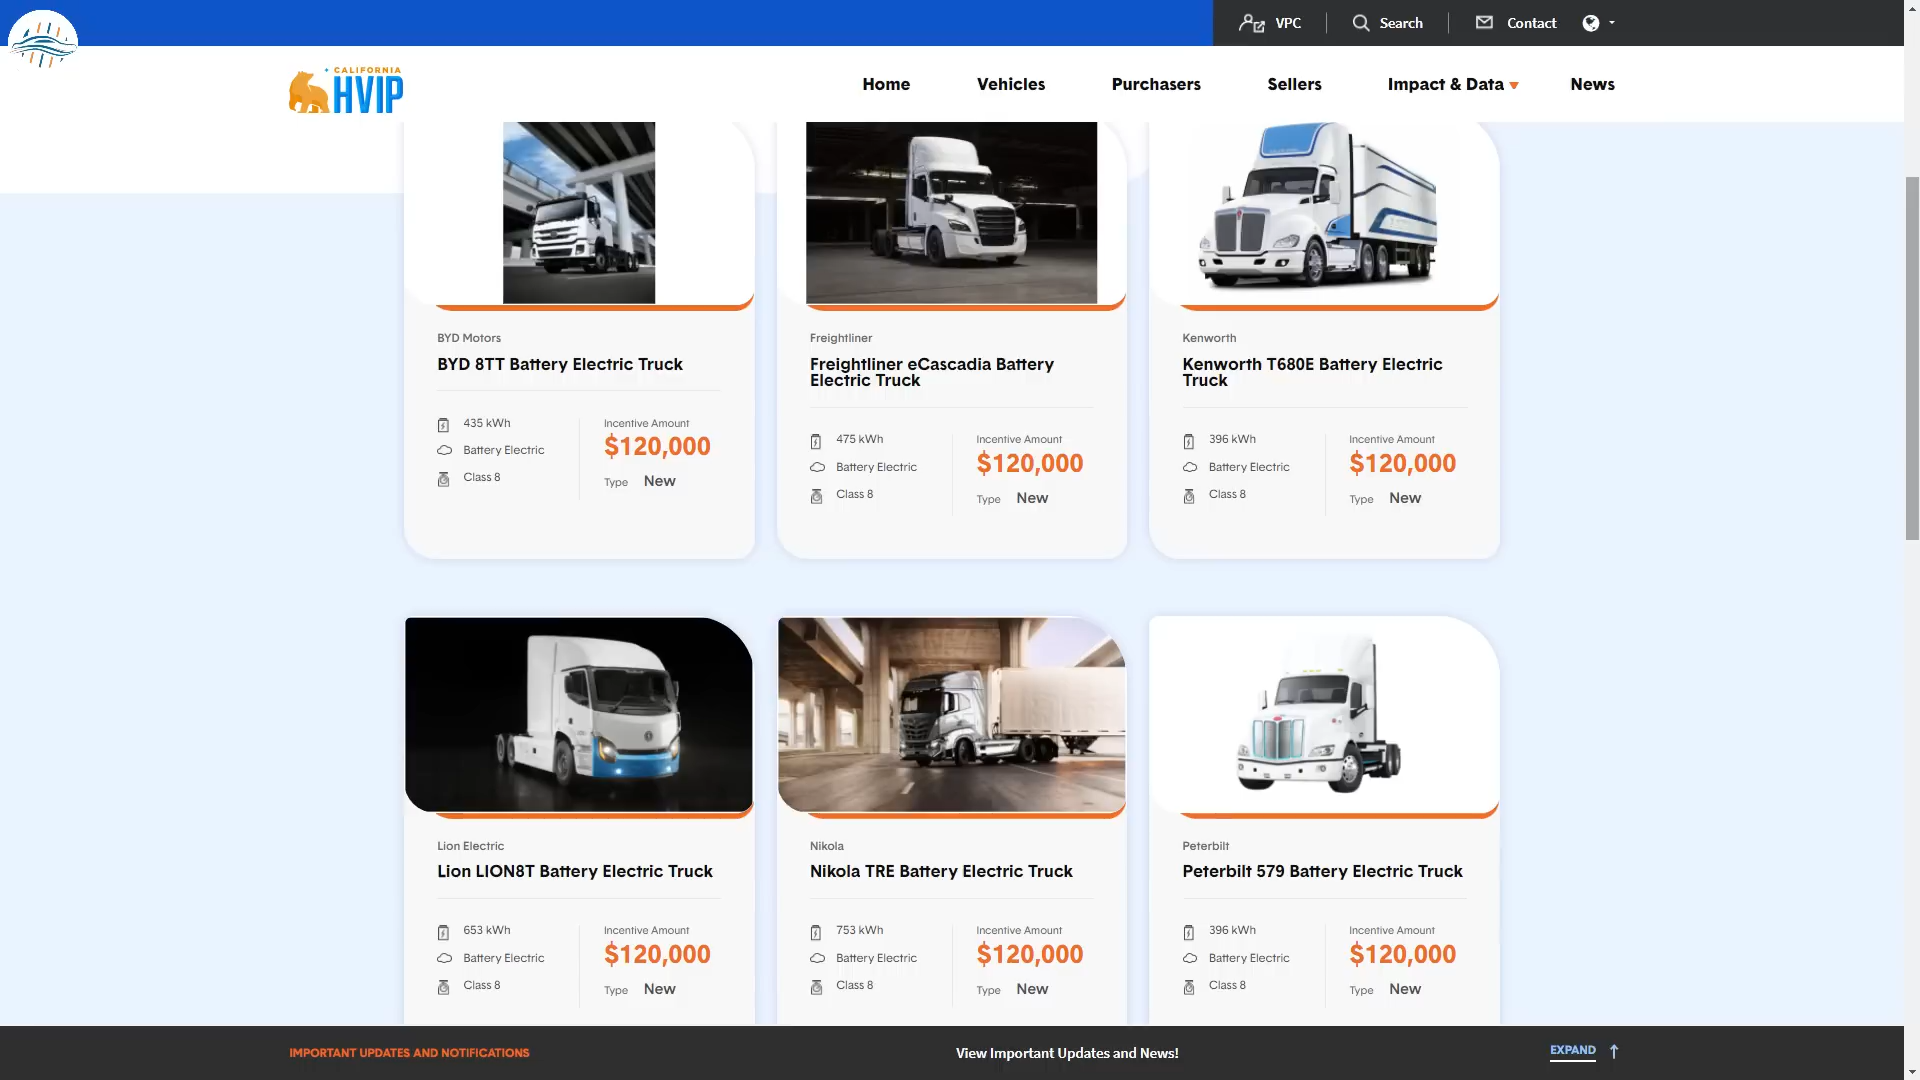 VPC
Search
Contact
CALIFORNIA
HVIP
Home
Vehicles
Purchasers
Sellers
Impact & Data
News
BYD Motors
BYD 8TT Battery Electric Truck
435 kWh
Battery Electric
Class 8
Incentive Amount
$120,000
Type New
Freightliner
Freightliner eCascadia Battery
Electric Truck
475 kWh
Battery Electric
Class 8
Incentive Amount
$120,000
Type New
Kenworth
Kenworth T680E Battery Electric
Truck
396 kWh
Battery Electric
Class 8
Incentive Amount
$120,000
Type New
Lion Electric
Lion LION8T Battery Electric Truck
653 kWh
Battery Electric
Class 8
Incentive Amount
$120,000
Type New
Nikola
Nikola TRE Battery Electric Truck
753 kWh
Battery Electric
Class 8
Incentive Amount
$120,000
Type New
Peterbilt
Peterbilt 579 Battery Electric Truck
396 kWh
Battery Electric
Class 8
Incentive Amount
$120,000
Type New
IMPORTANT UPDATES AND NOTIFICATIONS
View Important Updates and News!
EXPAND